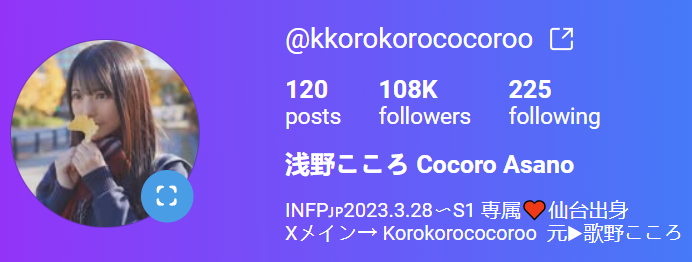 @kkorokorococoroo
120 108K 225
posts followers following
浅野こころ Cocoro Asano
INFPJP2023.3.28〜S1 専属❤️仙台出身
Xメイン→ Korokorococoroo 元▶歌野こころ